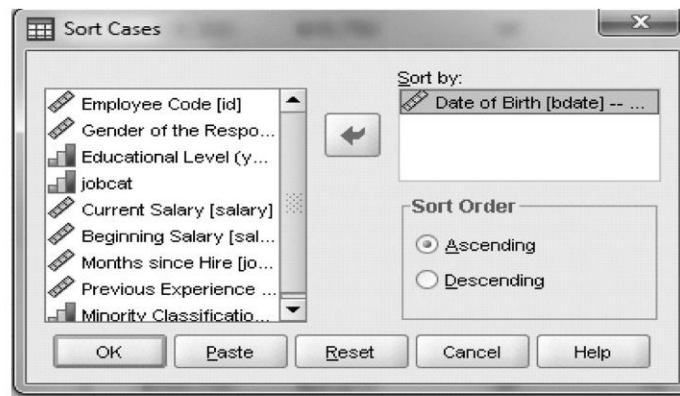 Sort Cases
Employee Code [id]
Gender of the Respo...
Educational Level (y...
jobcat
Current Salary [salary]
Beginning Salary [sal...
Months since Hire [jo...
Previous Experience ...
Minority Classificatio...
Sort by:
Date of Birth [bdate] -- ...
Sort Order
Ascending
Descending
OK
Paste
Reset
Cancel
Help